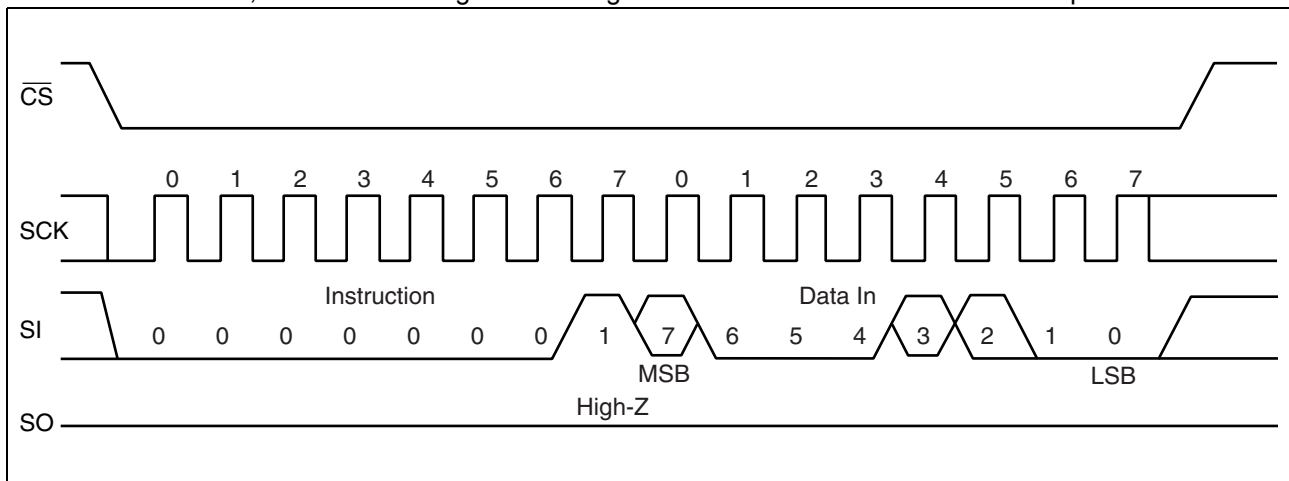 CS
0 1 2 3 4 5 6 7 0 1 2 3 4 5 6 7
SCK
Instruction Data In
SI 0 0 0 0 0 0 0 1 7 6 5 4 3 2 1 0
MSB LSB
High-Z
SO